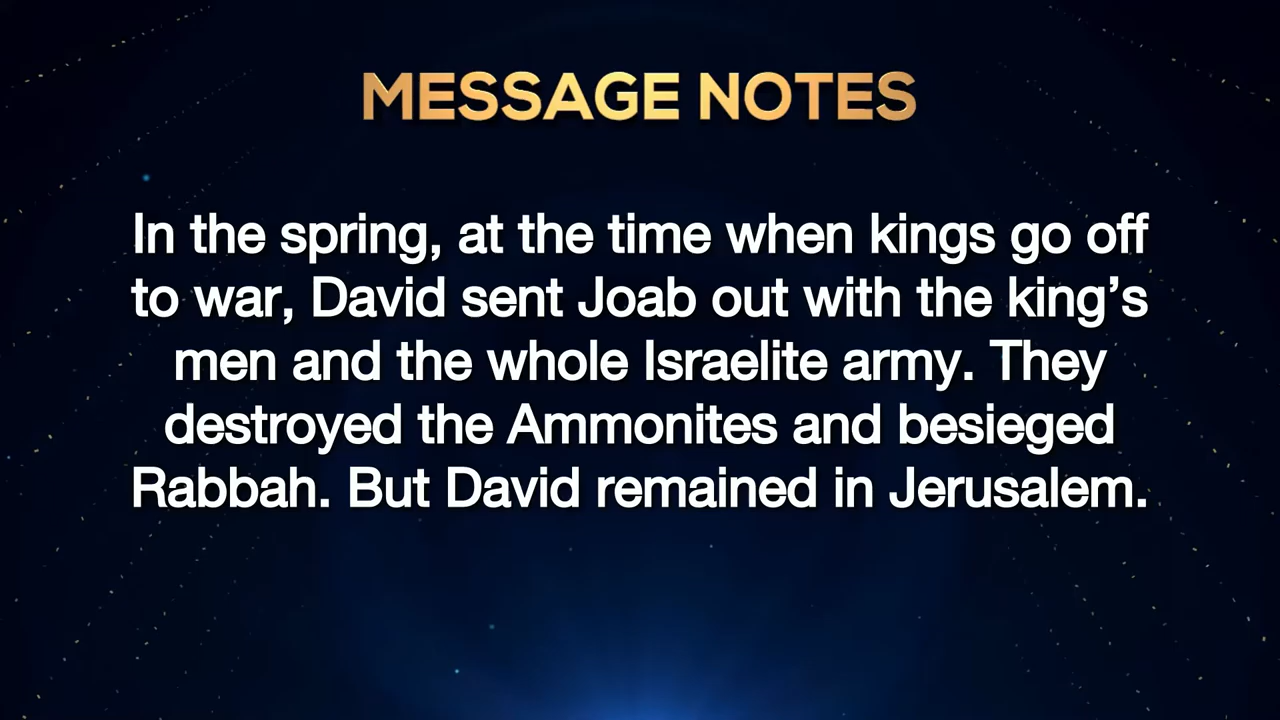 MESSAGE NOTES
In the spring, at the time when kings go off
to war, David sent Joab out with the king’s
men and the whole Israelite army. They
destroyed the Ammonites and besieged
Rabbah. But David remained in Jerusalem.